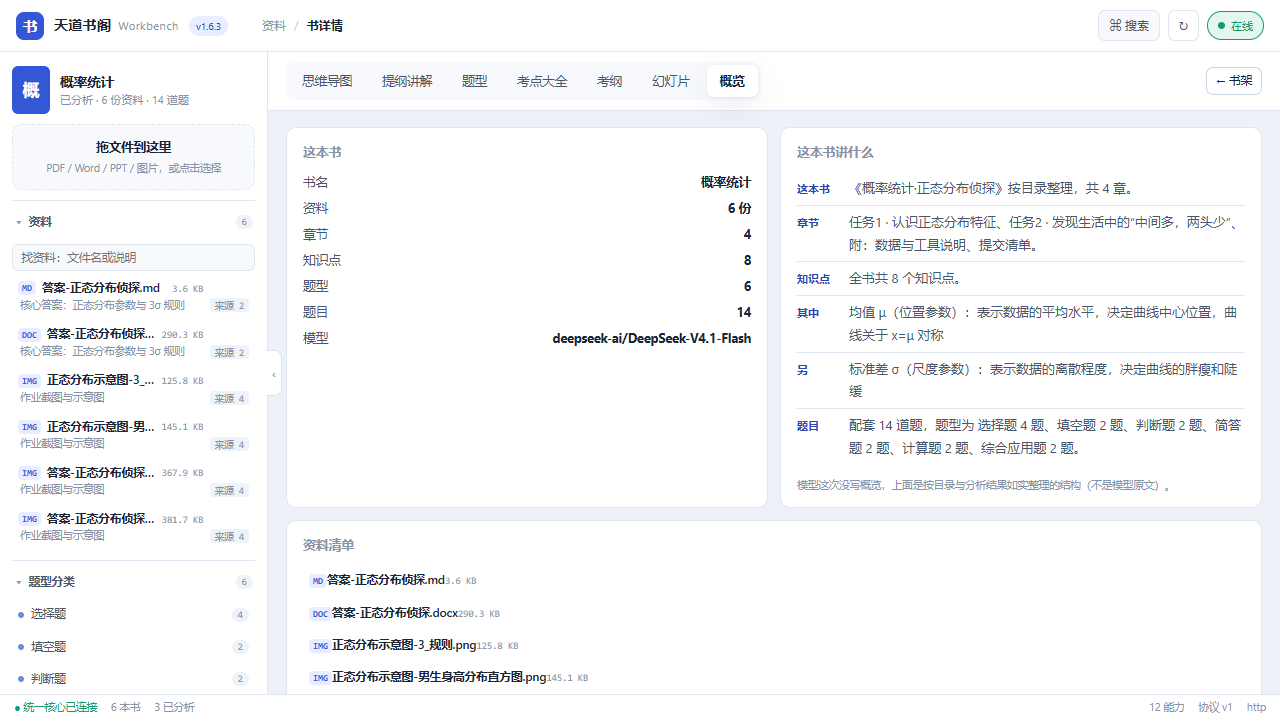 书 天道书阁 Workbench v1.6.3 资料 / 书详情 ⌘ 搜索 ↻ 在线
概 概率统计
已分析 · 6 份资料 · 14 道题
拖文件到这里
PDF / Word / PPT / 图片，或点击选择
资料 6
找资料：文件名或说明
MD 答案-正态分布侦探.md 3.6 KB
核心答案：正态分布参数与 3σ 规则 来源 2
DOC 答案-正态分布侦探... 290.3 KB
核心答案：正态分布参数与 3σ 规则 来源 2
IMG 正态分布示意图-3_... 125.8 KB
作业截图与示意图 来源 4
IMG 正态分布示意图-男... 145.1 KB
作业截图与示意图 来源 4
IMG 答案-正态分布侦探... 367.9 KB
作业截图与示意图 来源 4
IMG 答案-正态分布侦探... 381.7 KB
作业截图与示意图 来源 4
题型分类 6
选择题 4
填空题 2
判断题 2
思维导图 提纲讲解 题型 考点大全 考纲 幻灯片 概览 ← 书架
这本书
书名 概率统计
资料 6 份
章节 4
知识点 8
题型 6
题目 14
模型 deepseek-ai/DeepSeek-V4.1-Flash
这本书讲什么
这本书 《概率统计·正态分布侦探》按目录整理，共 4 章。
章节 任务1 · 认识正态分布特征、任务2 · 发现生活中的“中间多，两头少”、
附：数据与工具说明、提交清单。
知识点 全书共 8 个知识点。
其中 均值 μ（位置参数）：表示数据的平均水平，决定曲线中心位置，曲
线关于 x=μ 对称
另 标准差 σ（尺度参数）：表示数据的离散程度，决定曲线的胖瘦和陡
缓
题目 配套 14 道题，题型为 选择题 4 题、填空题 2 题、判断题 2 题、简答
题 2 题、计算题 2 题、综合应用题 2 题。
模型这次没写概览，上面是按目录与分析结果如实整理的结构（不是模型原文）。
资料清单
MD 答案-正态分布侦探.md3.6 KB
DOC 答案-正态分布侦探.docx290.3 KB
IMG 正态分布示意图-3_规则.png125.8 KB
IMG 正态分布示意图-男生身高分布直方图.png145.1 KB
统一核心已连接 6 本书 3 已分析 12 能力 协议 v1 http